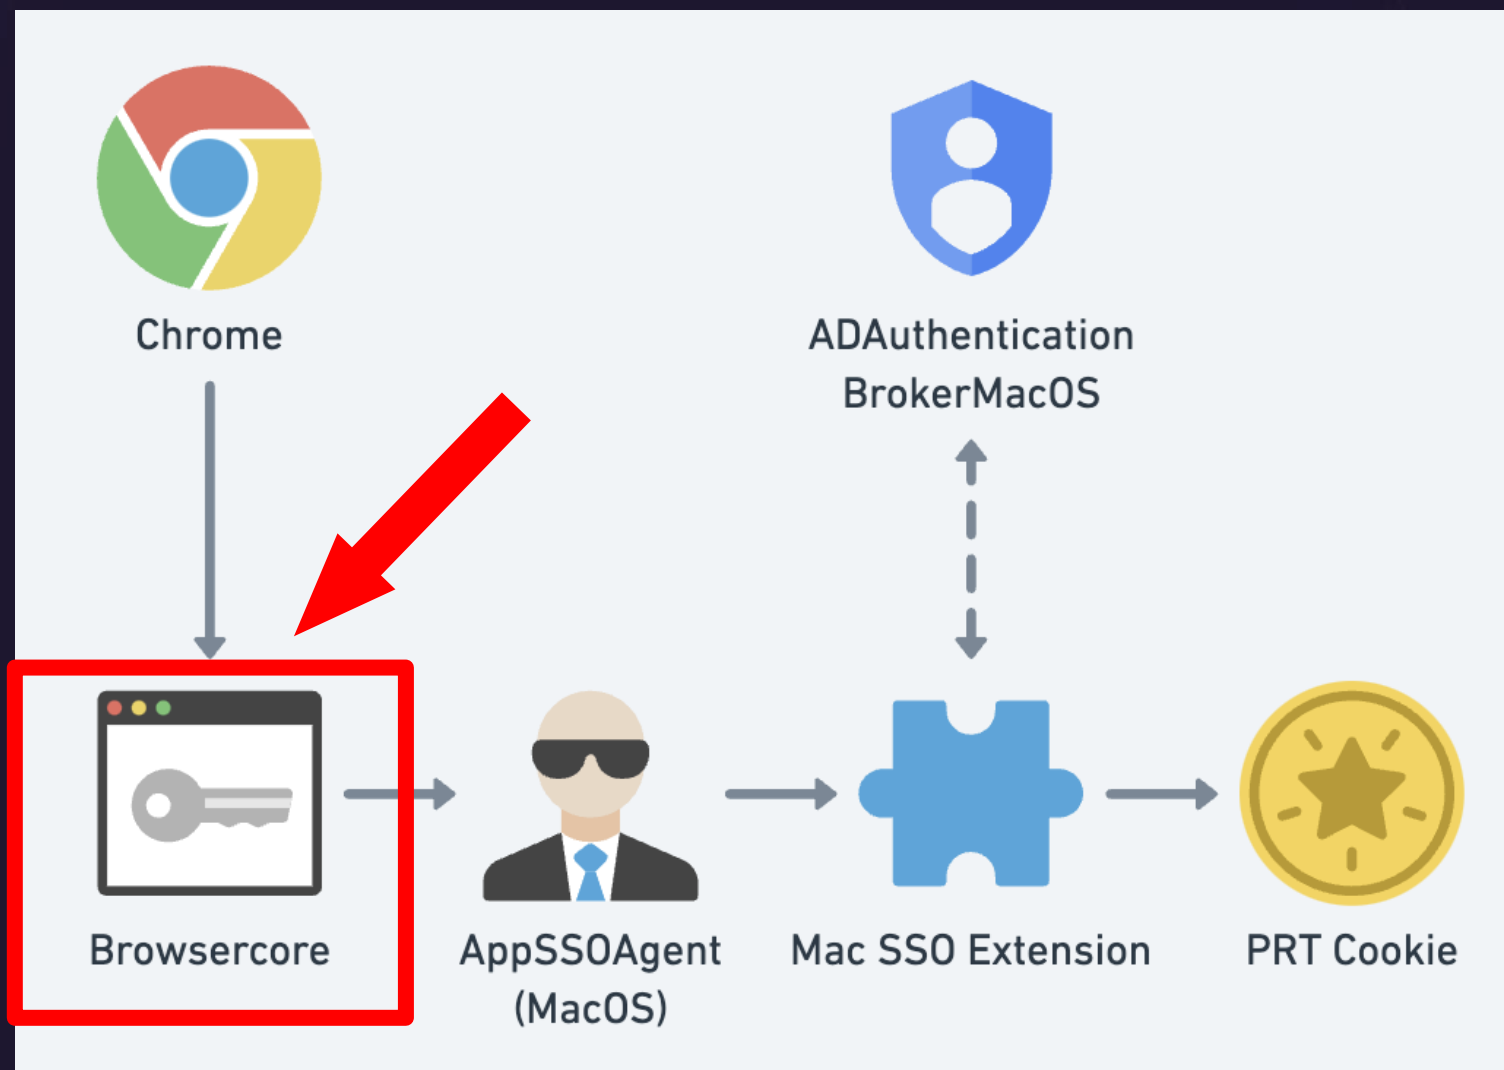 Chrome
ADAuthentication
BrokerMacOS
Browsercore
AppSSOAgent
(MacOS)
Mac SSO Extension
PRT Cookie